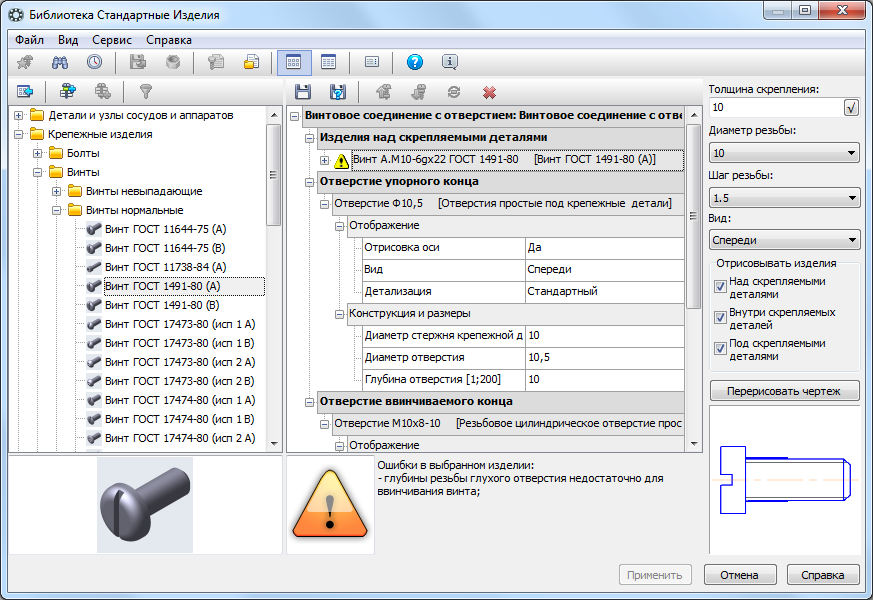 Библиотека Стандартные Изделия
Файл Вид Сервис Справка
Детали и узлы сосудов и аппаратов
Крепежные изделия
Болты
Винты
Винты невыпадающие
Винты нормальные
Винт ГОСТ 11644-75 (A)
Винт ГОСТ 11644-75 (B)
Винт ГОСТ 11738-84 (A)
Винт ГОСТ 1491-80 (A)
Винт ГОСТ 1491-80 (B)
Винт ГОСТ 17473-80 (исп 1 A)
Винт ГОСТ 17473-80 (исп 1 B)
Винт ГОСТ 17473-80 (исп 2 A)
Винт ГОСТ 17473-80 (исп 2 B)
Винт ГОСТ 17474-80 (исп 1 A)
Винт ГОСТ 17474-80 (исп 1 B)
Винт ГОСТ 17474-80 (исп 2 A)
Винтовое соединение с отверстием: Винтовое соединение с отве
Изделия над скрепляемыми деталями
Винт A.M10-6gx22 ГОСТ 1491-80 [Винт ГОСТ 1491-80 (A)]
Отверстие упорного конца
Отверстие Ф10,5 [Отверстия простые под крепежные детали]
Отображение
Отрисовка оси Да
Вид Спереди
Детализация Стандартный
Конструкция и размеры
Диаметр стержня крепежной д 10
Диаметр отверстия 10,5
Глубина отверстия [1;200] 10
Отверстие ввинчиваемого конца
Отверстие M10x8-10 [Резьбовое цилиндрическое отверстие прос
Отображение
Ошибки в выбранном изделии:
- глубины резьбы глухого отверстия недостаточно для
ввинчивания винта;
Толщина скрепления:
10
Диаметр резьбы:
10
Шаг резьбы:
1.5
Вид:
Спереди
Отрисовывать изделия
Над скрепляемыми
деталями
Внутри скрепляемых
деталей
Под скрепляемыми
деталями
Перерисовать чертеж
Применить Отмена Справка